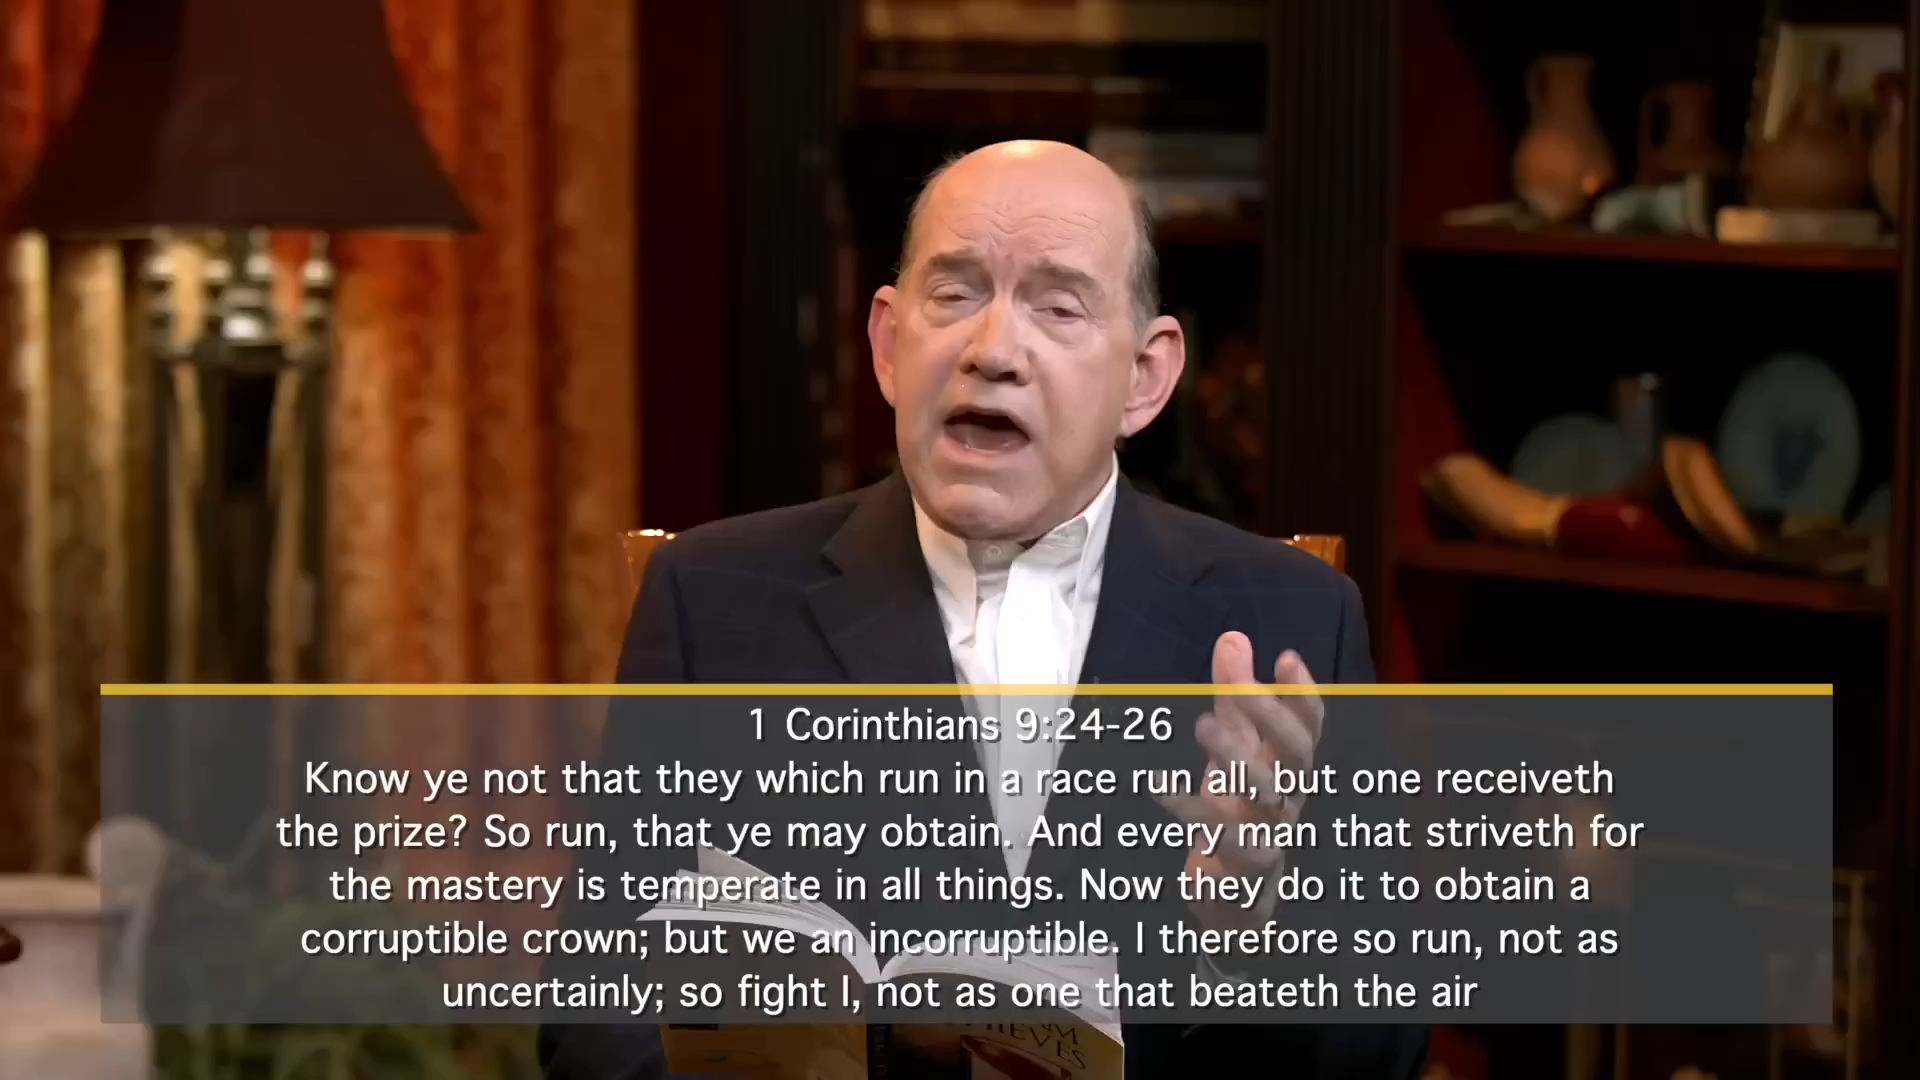 1 Corinthians 9:24-26
Know ye not that they which run in a race run all, but one receiveth
the prize? So run, that ye may obtain. And every man that striveth for
the mastery is temperate in all things. Now they do it to obtain a
corruptible crown; but we an incorruptible. I therefore so run, not as
uncertainly; so fight I, not as one that beateth the air